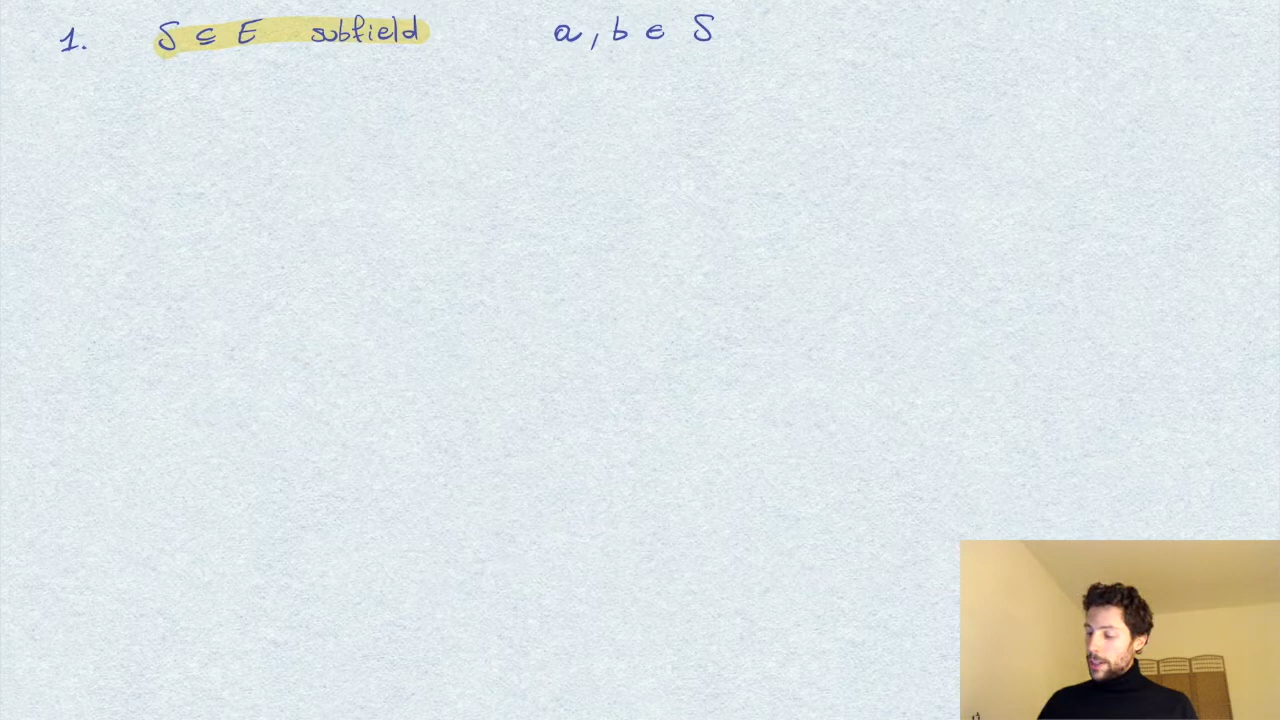 1. S ⊆ E subfield a, b ∈ S